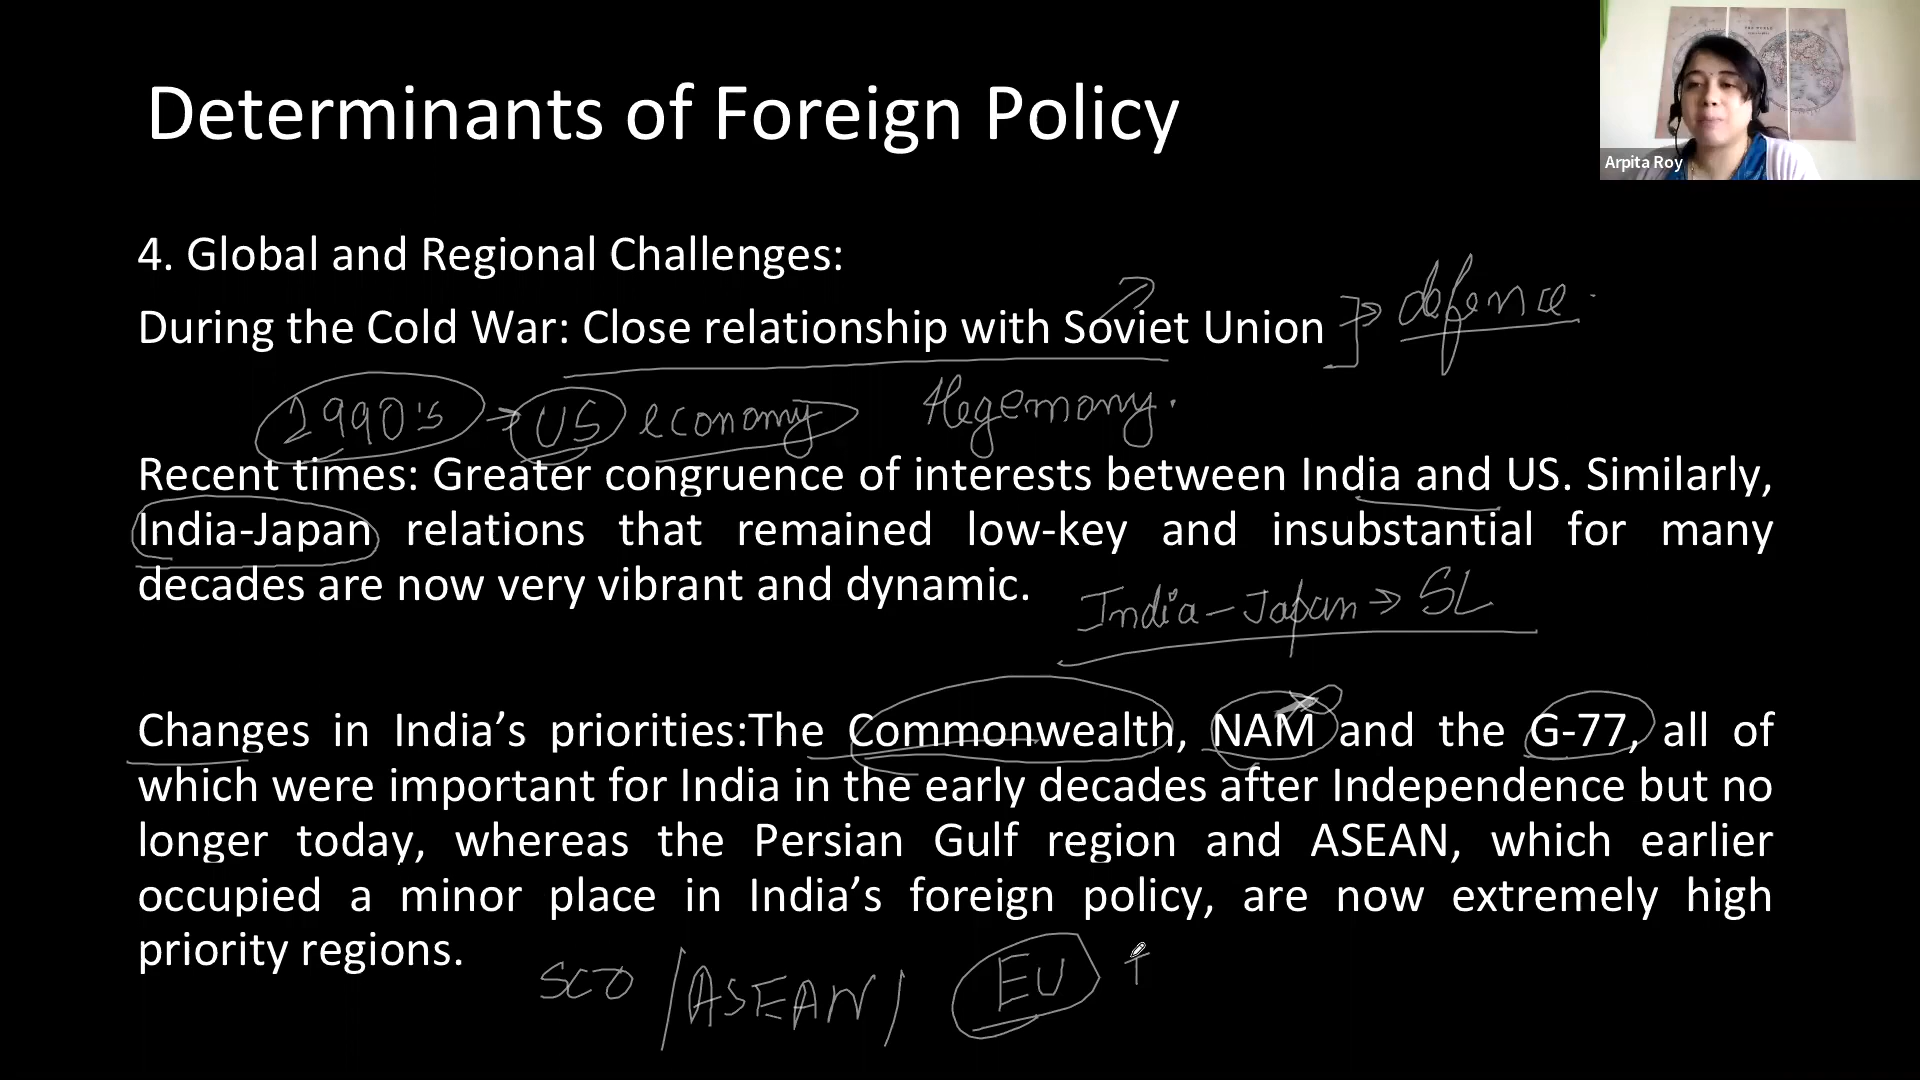 Determinants of Foreign Policy
Arpita Roy
4. Global and Regional Challenges:
During the Cold War: Close relationship with Soviet Union
defence
1990's → US economy Hegemony.
Recent times: Greater congruence of interests between India and US. Similarly,
India-Japan relations that remained low-key and insubstantial for many
decades are now very vibrant and dynamic.
India-Japan → SL
Changes in India’s priorities:The Commonwealth, NAM and the G-77, all of
which were important for India in the early decades after Independence but no
longer today, whereas the Persian Gulf region and ASEAN, which earlier
occupied a minor place in India’s foreign policy, are now extremely high
priority regions.
SCO /ASEAN/ EU